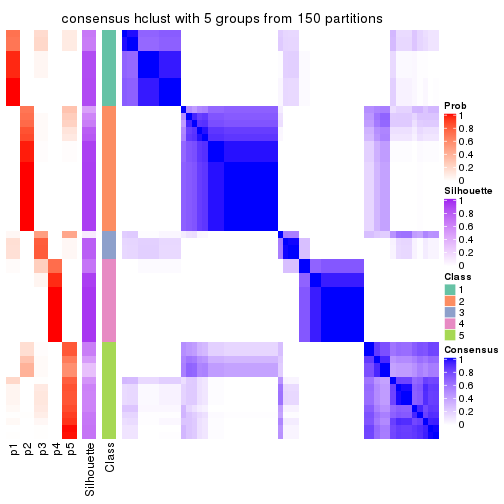 consensus hclust with 5 groups from 150 partitions
Prob
1
0.8
0.6
0.4
0.2
0
Silhouette
1
0.8
0.6
0.4
0.2
0
Class
1
2
3
4
5
Consensus
1
0.8
0.6
0.4
0.2
0
p1
p2
p3
p4
p5
Silhouette
Class